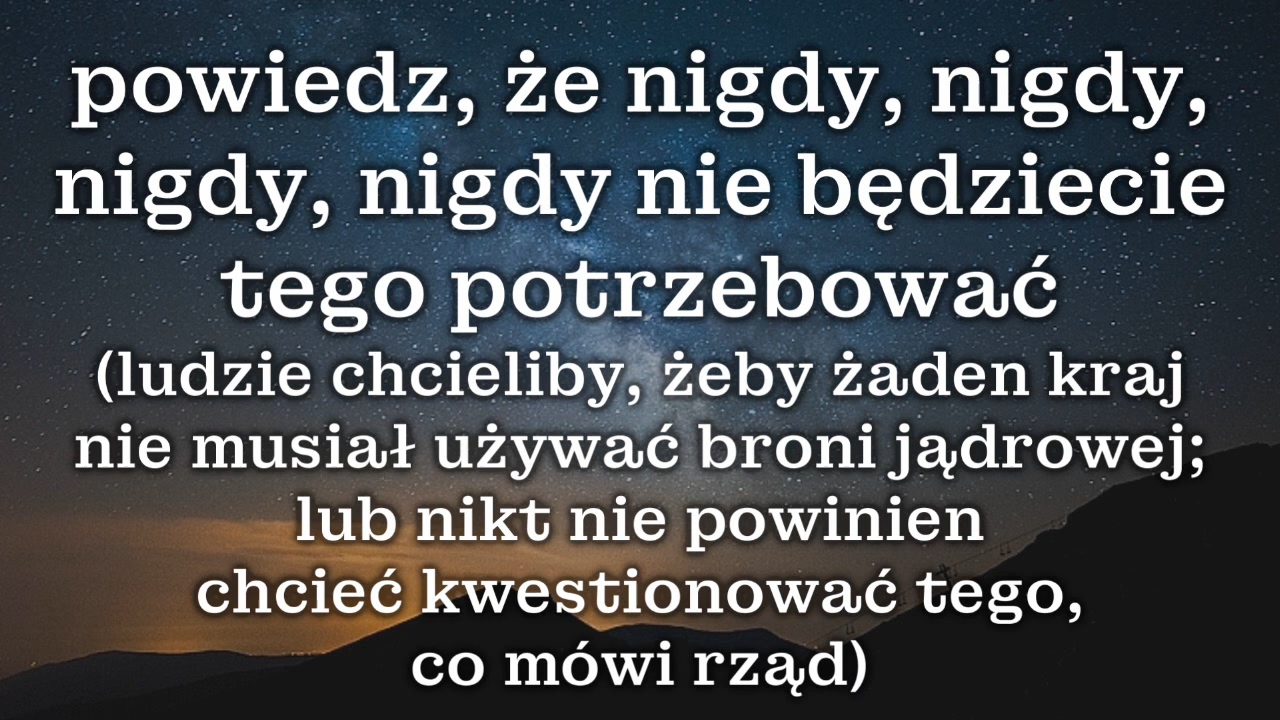 powiedz, że nigdy, nigdy,
nigdy, nigdy nie będziecie
tego potrzebować
(ludzie chcieliby, żeby żaden kraj
nie musiał używać broni jądrowej;
lub nikt nie powinien
chcieć kwestionować tego,
co mówi rząd)